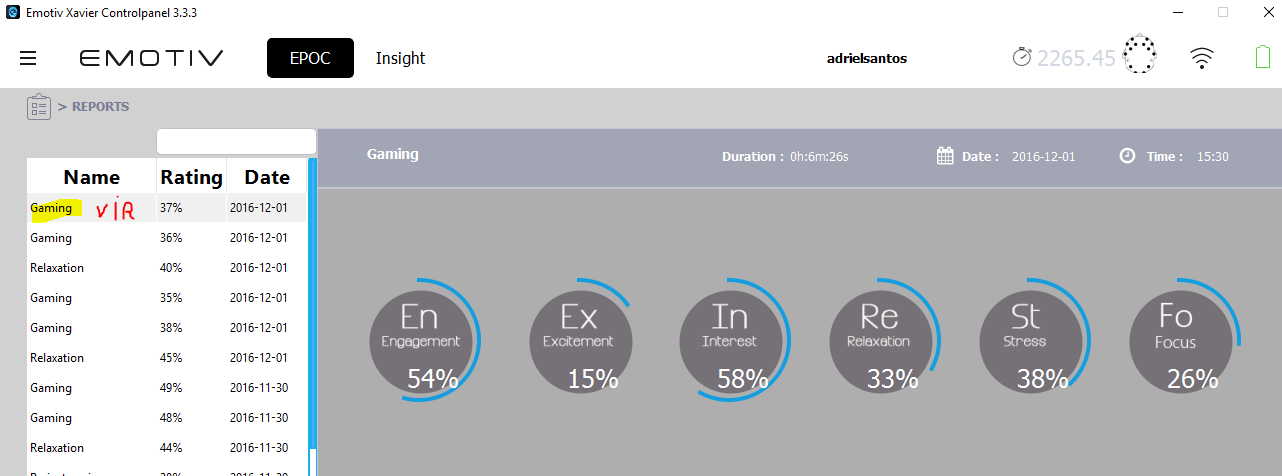 Emotiv Xavier Controlpanel 3.3.3
EMOTIV EPOC Insight adrielsantos 2265.45
> REPORTS
Gaming Duration : 0h:6m:26s Date : 2016-12-01 Time : 15:30
Name Rating Date
Gaming VIR 37% 2016-12-01
Gaming 36% 2016-12-01
Relaxation 40% 2016-12-01
Gaming 35% 2016-12-01
Gaming 38% 2016-12-01
Relaxation 45% 2016-12-01
Gaming 49% 2016-11-30
Gaming 48% 2016-11-30
Relaxation 44% 2016-11-30
En Ex In Re St Fo
Engagement Excitement Interest Relaxation Stress Focus
54% 15% 58% 33% 38% 26%